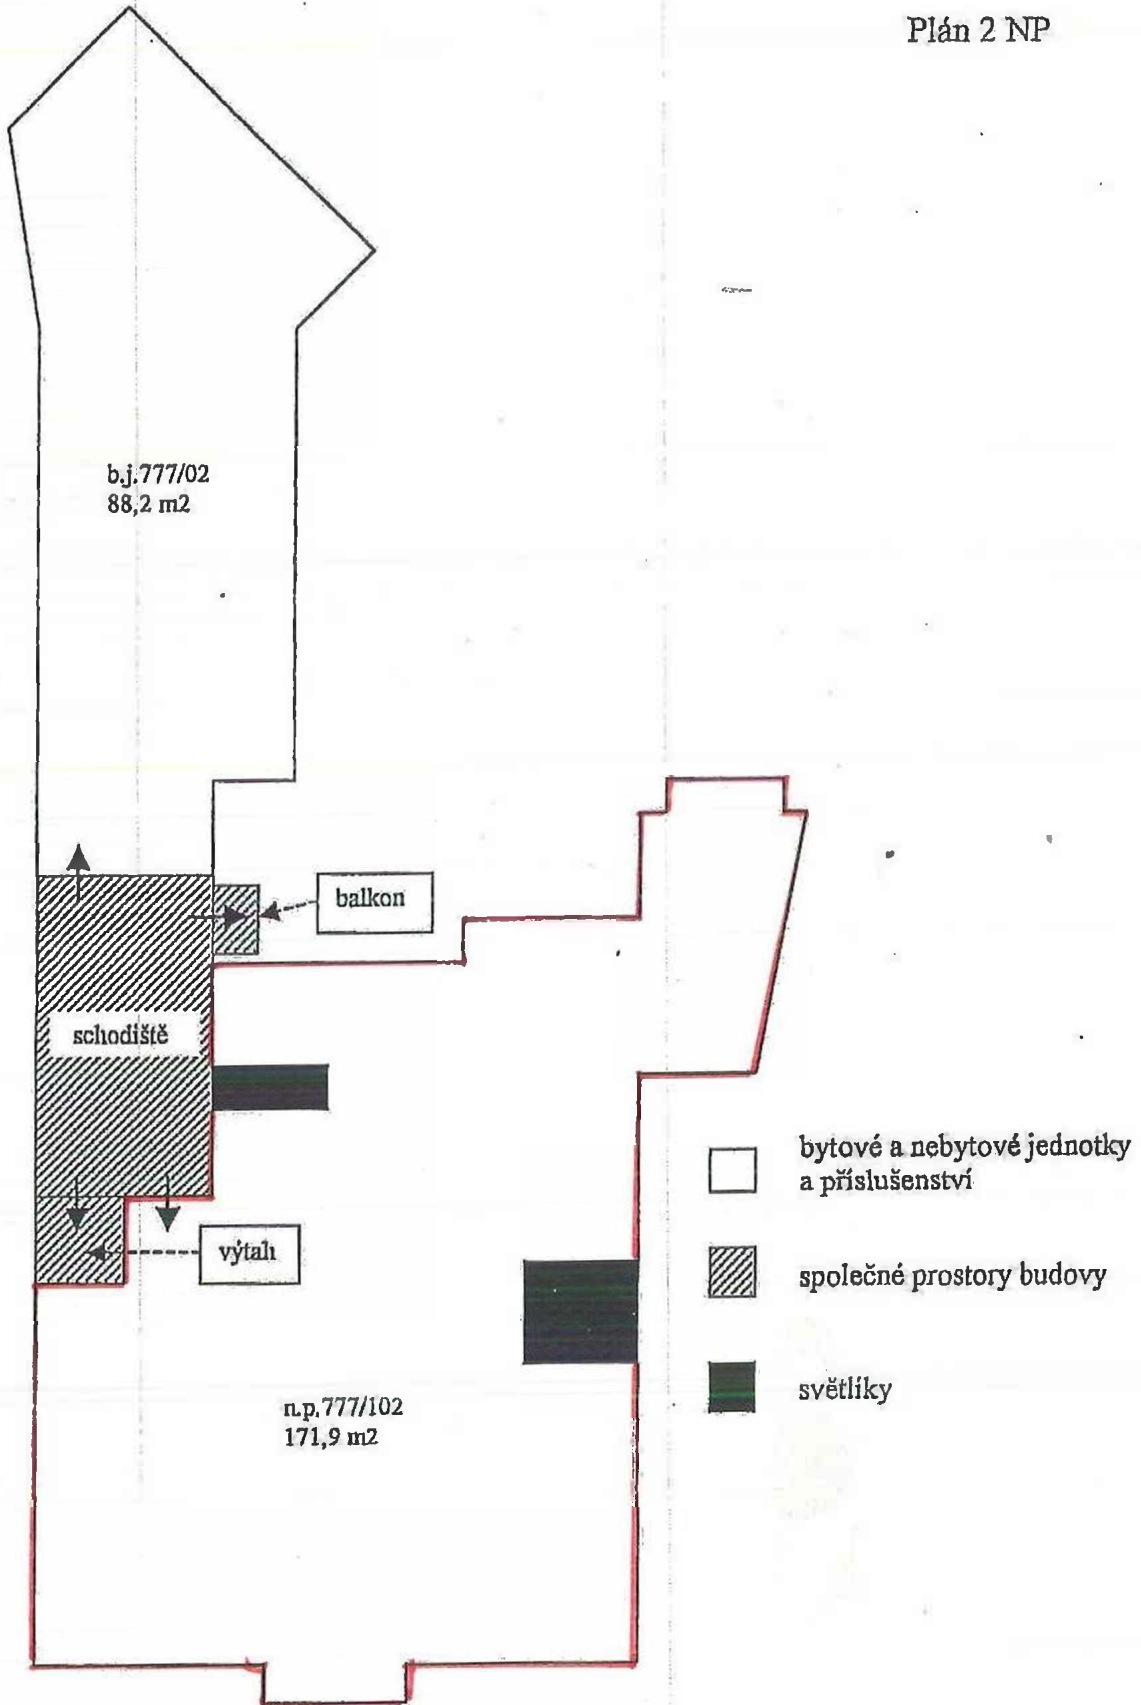 Plán 2 NP
b.j.777/02
88,2 m2
balkon
schodiště
bytové a nebytové jednotky
a příslušenství
výtah
společné prostory budovy
n.p.777/102
171,9 m2
světlíky